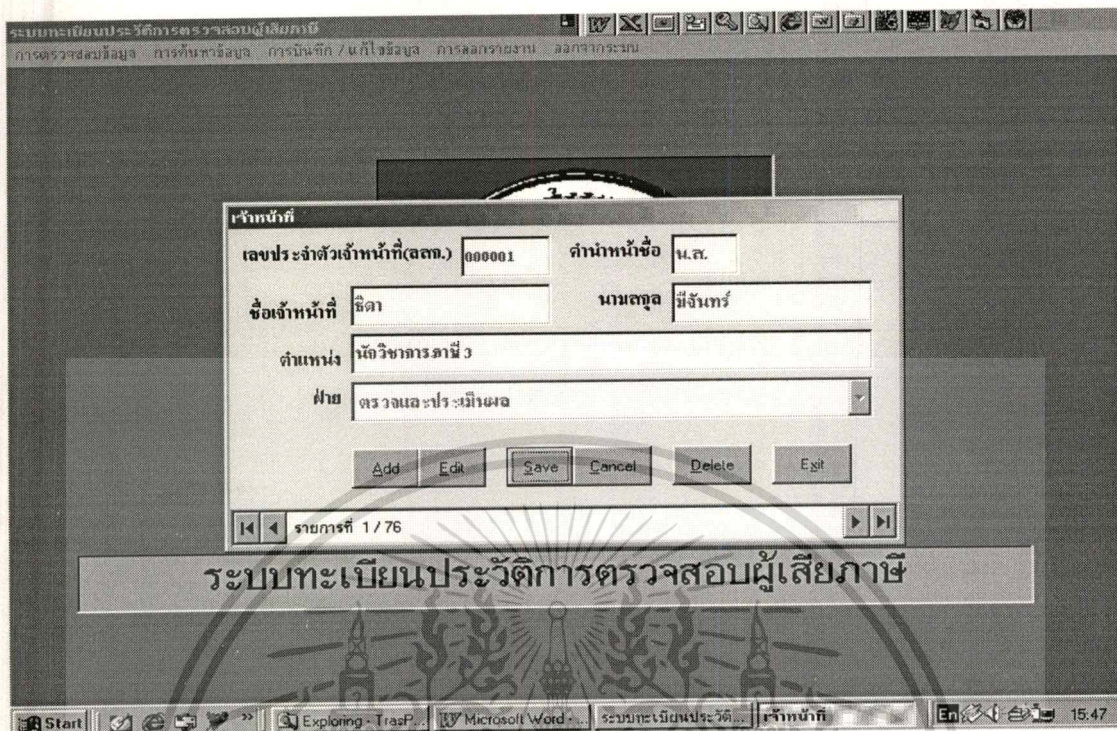 ระบบทะเบียนประวัติการตรวจสอบผู้เสียภาษี
การตรวจสอบข้อมูล การค้นหาข้อมูล การบันทึก / แก้ไขข้อมูล การออกรายงาน ออกจากระบบ
เจ้าหน้าที่
เลขประจำตัวเจ้าหน้าที่(ลสก.) 000001 คำนำหน้าชื่อ น.ส.
ชื่อเจ้าหน้าที่ ธิดา นามสกุล มีจันทร์
ตำแหน่ง นักวิชาการภาษี 3
ฝ่าย ตรวจและประเมินผล
Add Edit Save Cancel Delete Exit
รายการที่ 1 / 76
ระบบทะเบียนประวัติการตรวจสอบผู้เสียภาษี
Start Exploring - TrasP... Microsoft Word - ... ระบบทะเบียนประวัติ... เจ้าหน้าที่ En 15:47